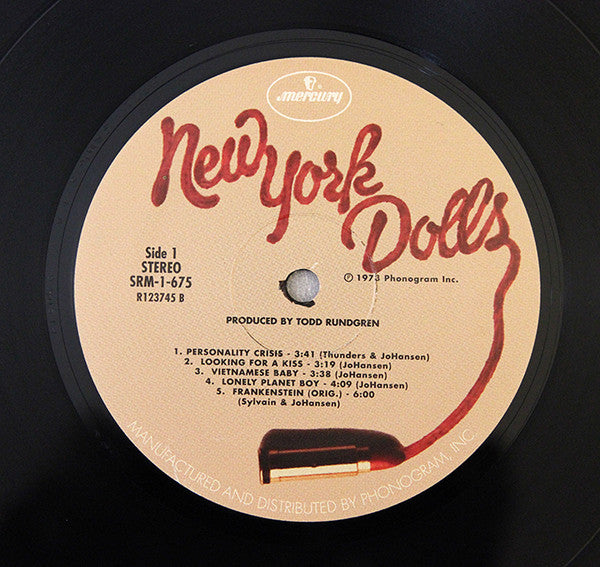 mercury
®
New York
Dolls
Side 1
STEREO
SRM-1-675
R123745 B
℗ 1973 Phonogram Inc.
PRODUCED BY TODD RUNDGREN
1. PERSONALITY CRISIS - 3:41 (Thunders & JoHansen)
2. LOOKING FOR A KISS - 3:19 (JoHansen)
3. VIETNAMESE BABY - 3:38 (JoHansen)
4. LONELY PLANET BOY - 4:09 (JoHansen)
5. FRANKENSTEIN (ORIG.) - 6:00
(Sylvain & JoHansen)
MANUFACTURED AND DISTRIBUTED BY PHONOGRAM, INC.